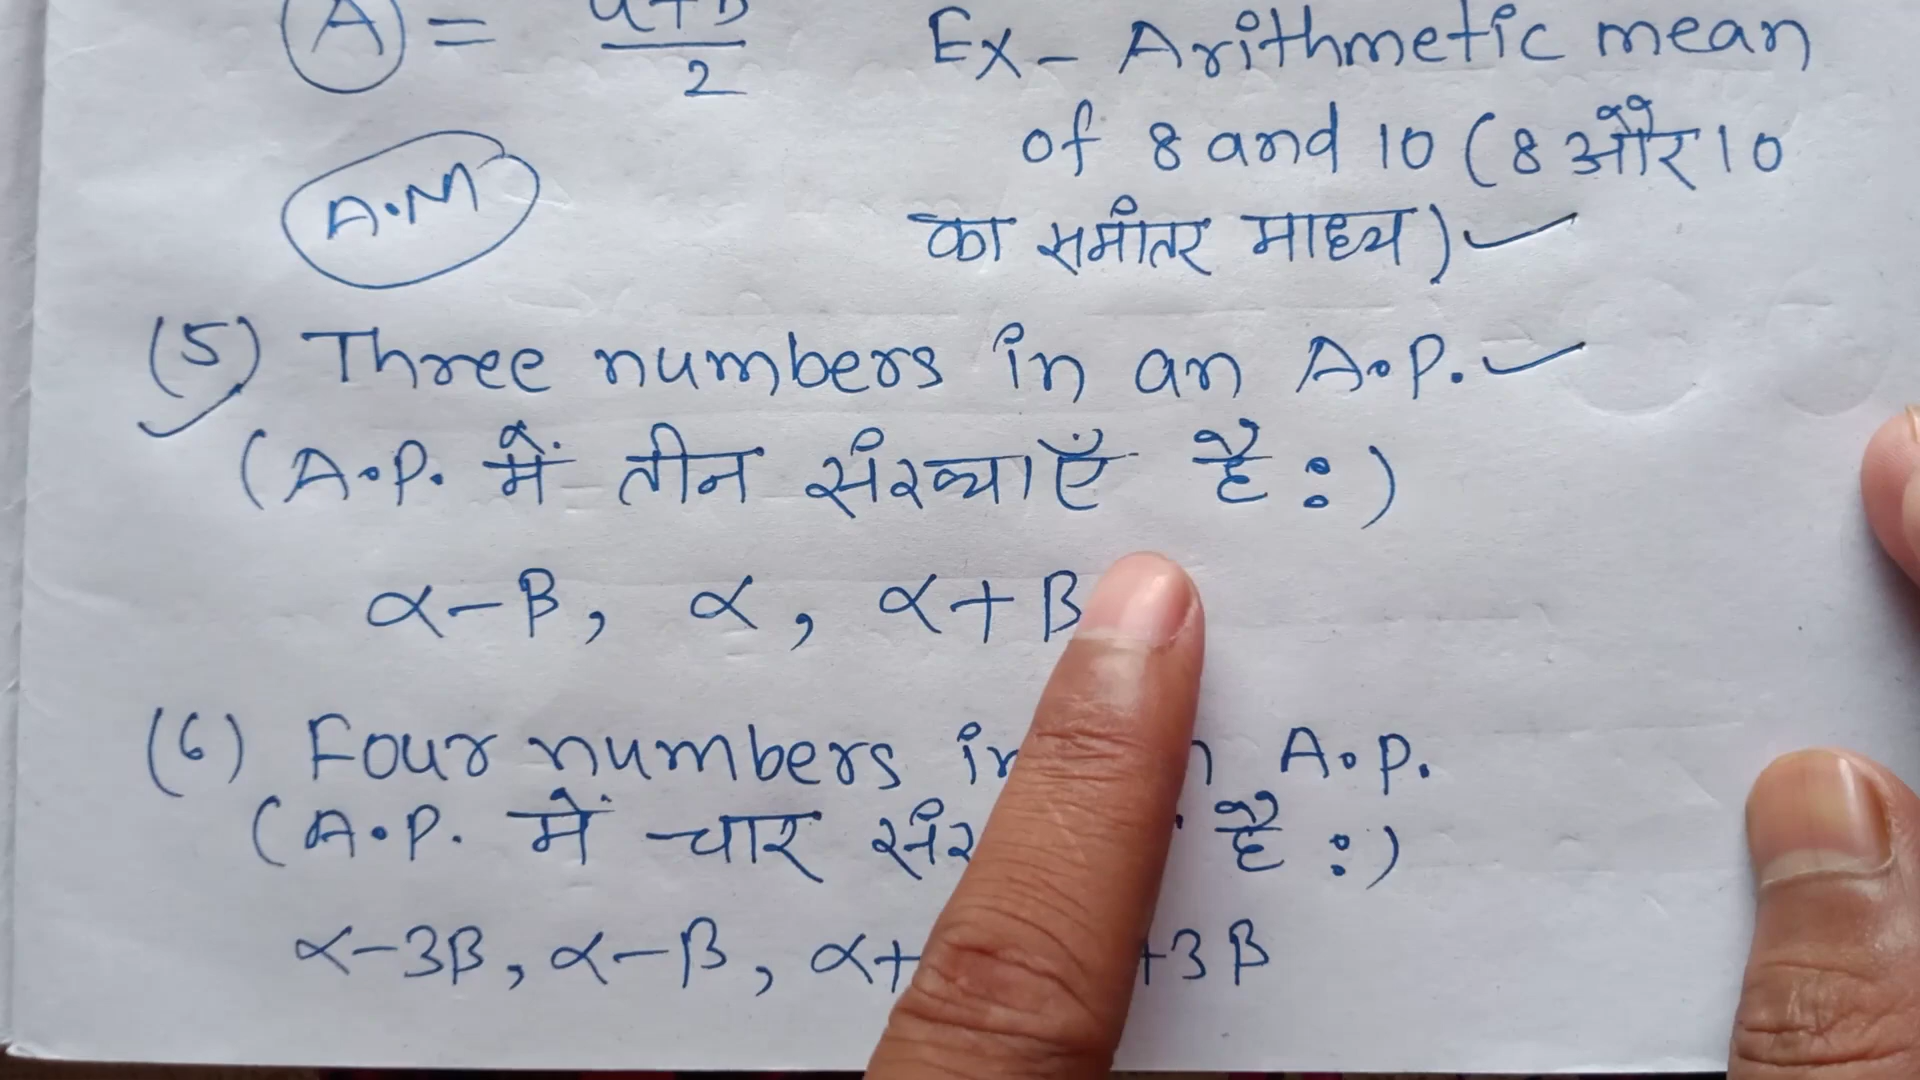 A = a+b/2
Ex- Arithmetic mean
of 8 and 10 (8 और 10
का समांतर माध्य)
A.M
(5) Three numbers in an A.P.
(A.P. में तीन संख्याएँ है :)
α-β, α, α+β
(6) Four numbers in A.P.
(A.P. में चार है :)
α-3β, α-β, α+ +3β